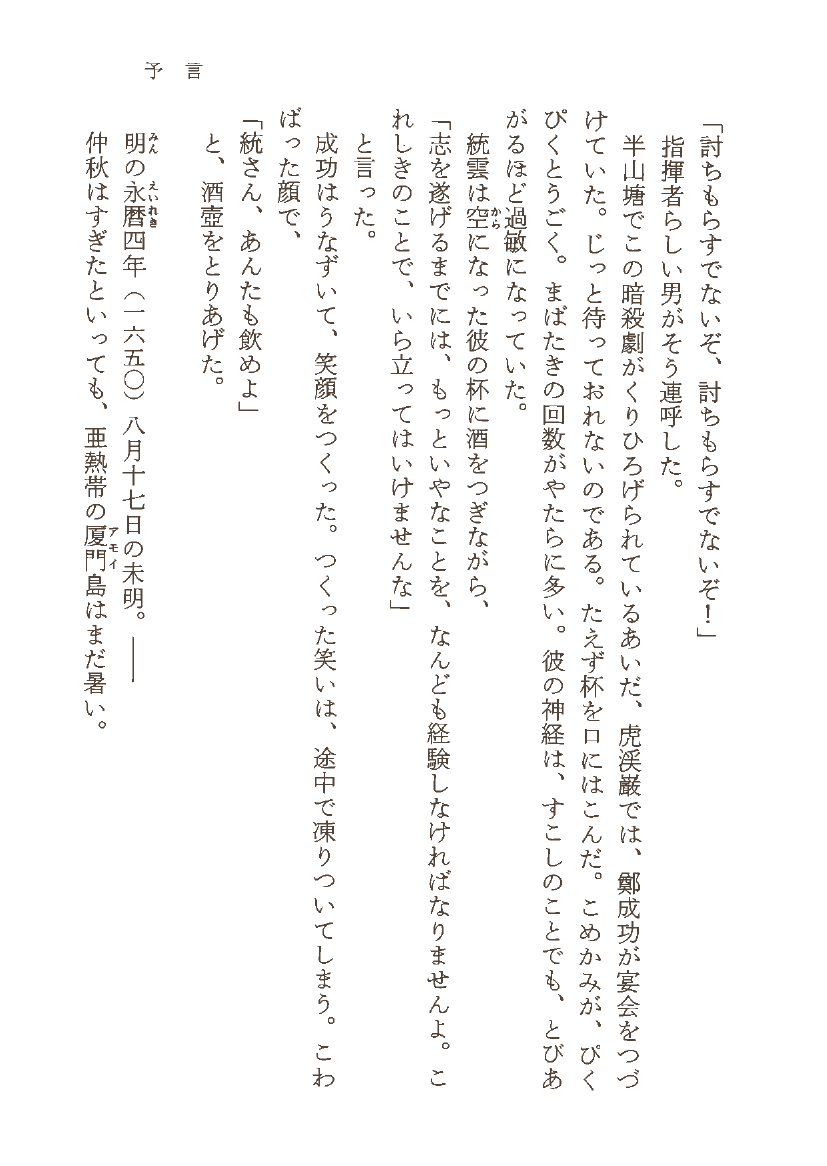 予言
「討ちもらすでないぞ、討ちもらすでないぞ！」
指揮者らしい男がそう連呼した。
半山塘でこの暗殺劇がくりひろげられているあいだ、虎渓巌では、鄭成功が宴会をつづ
けていた。じっと待っておれないのである。たえず杯を口にはこんだ。こめかみが、ぴく
ぴくとうごく。まばたきの回数がやたらに多い。彼の神経は、すこしのことでも、とびあ
がるほど過敏になっていた。
統雲は空になった彼の杯に酒をつぎながら、
「志を遂げるまでには、もっといやなことを、なんども経験しなければなりませんよ。こ
れしきのことで、いら立ってはいけませんな」
と言った。
成功はうなずいて、笑顔をつくった。つくった笑いは、途中で凍りついてしまう。こわ
ばった顔で、
「統さん、あんたも飲めよ」
と、酒壺をとりあげた。
明の永暦四年（一六五〇）八月十七日の未明。――
仲秋はすぎたといっても、亜熱帯の厦門島はまだ暑い。